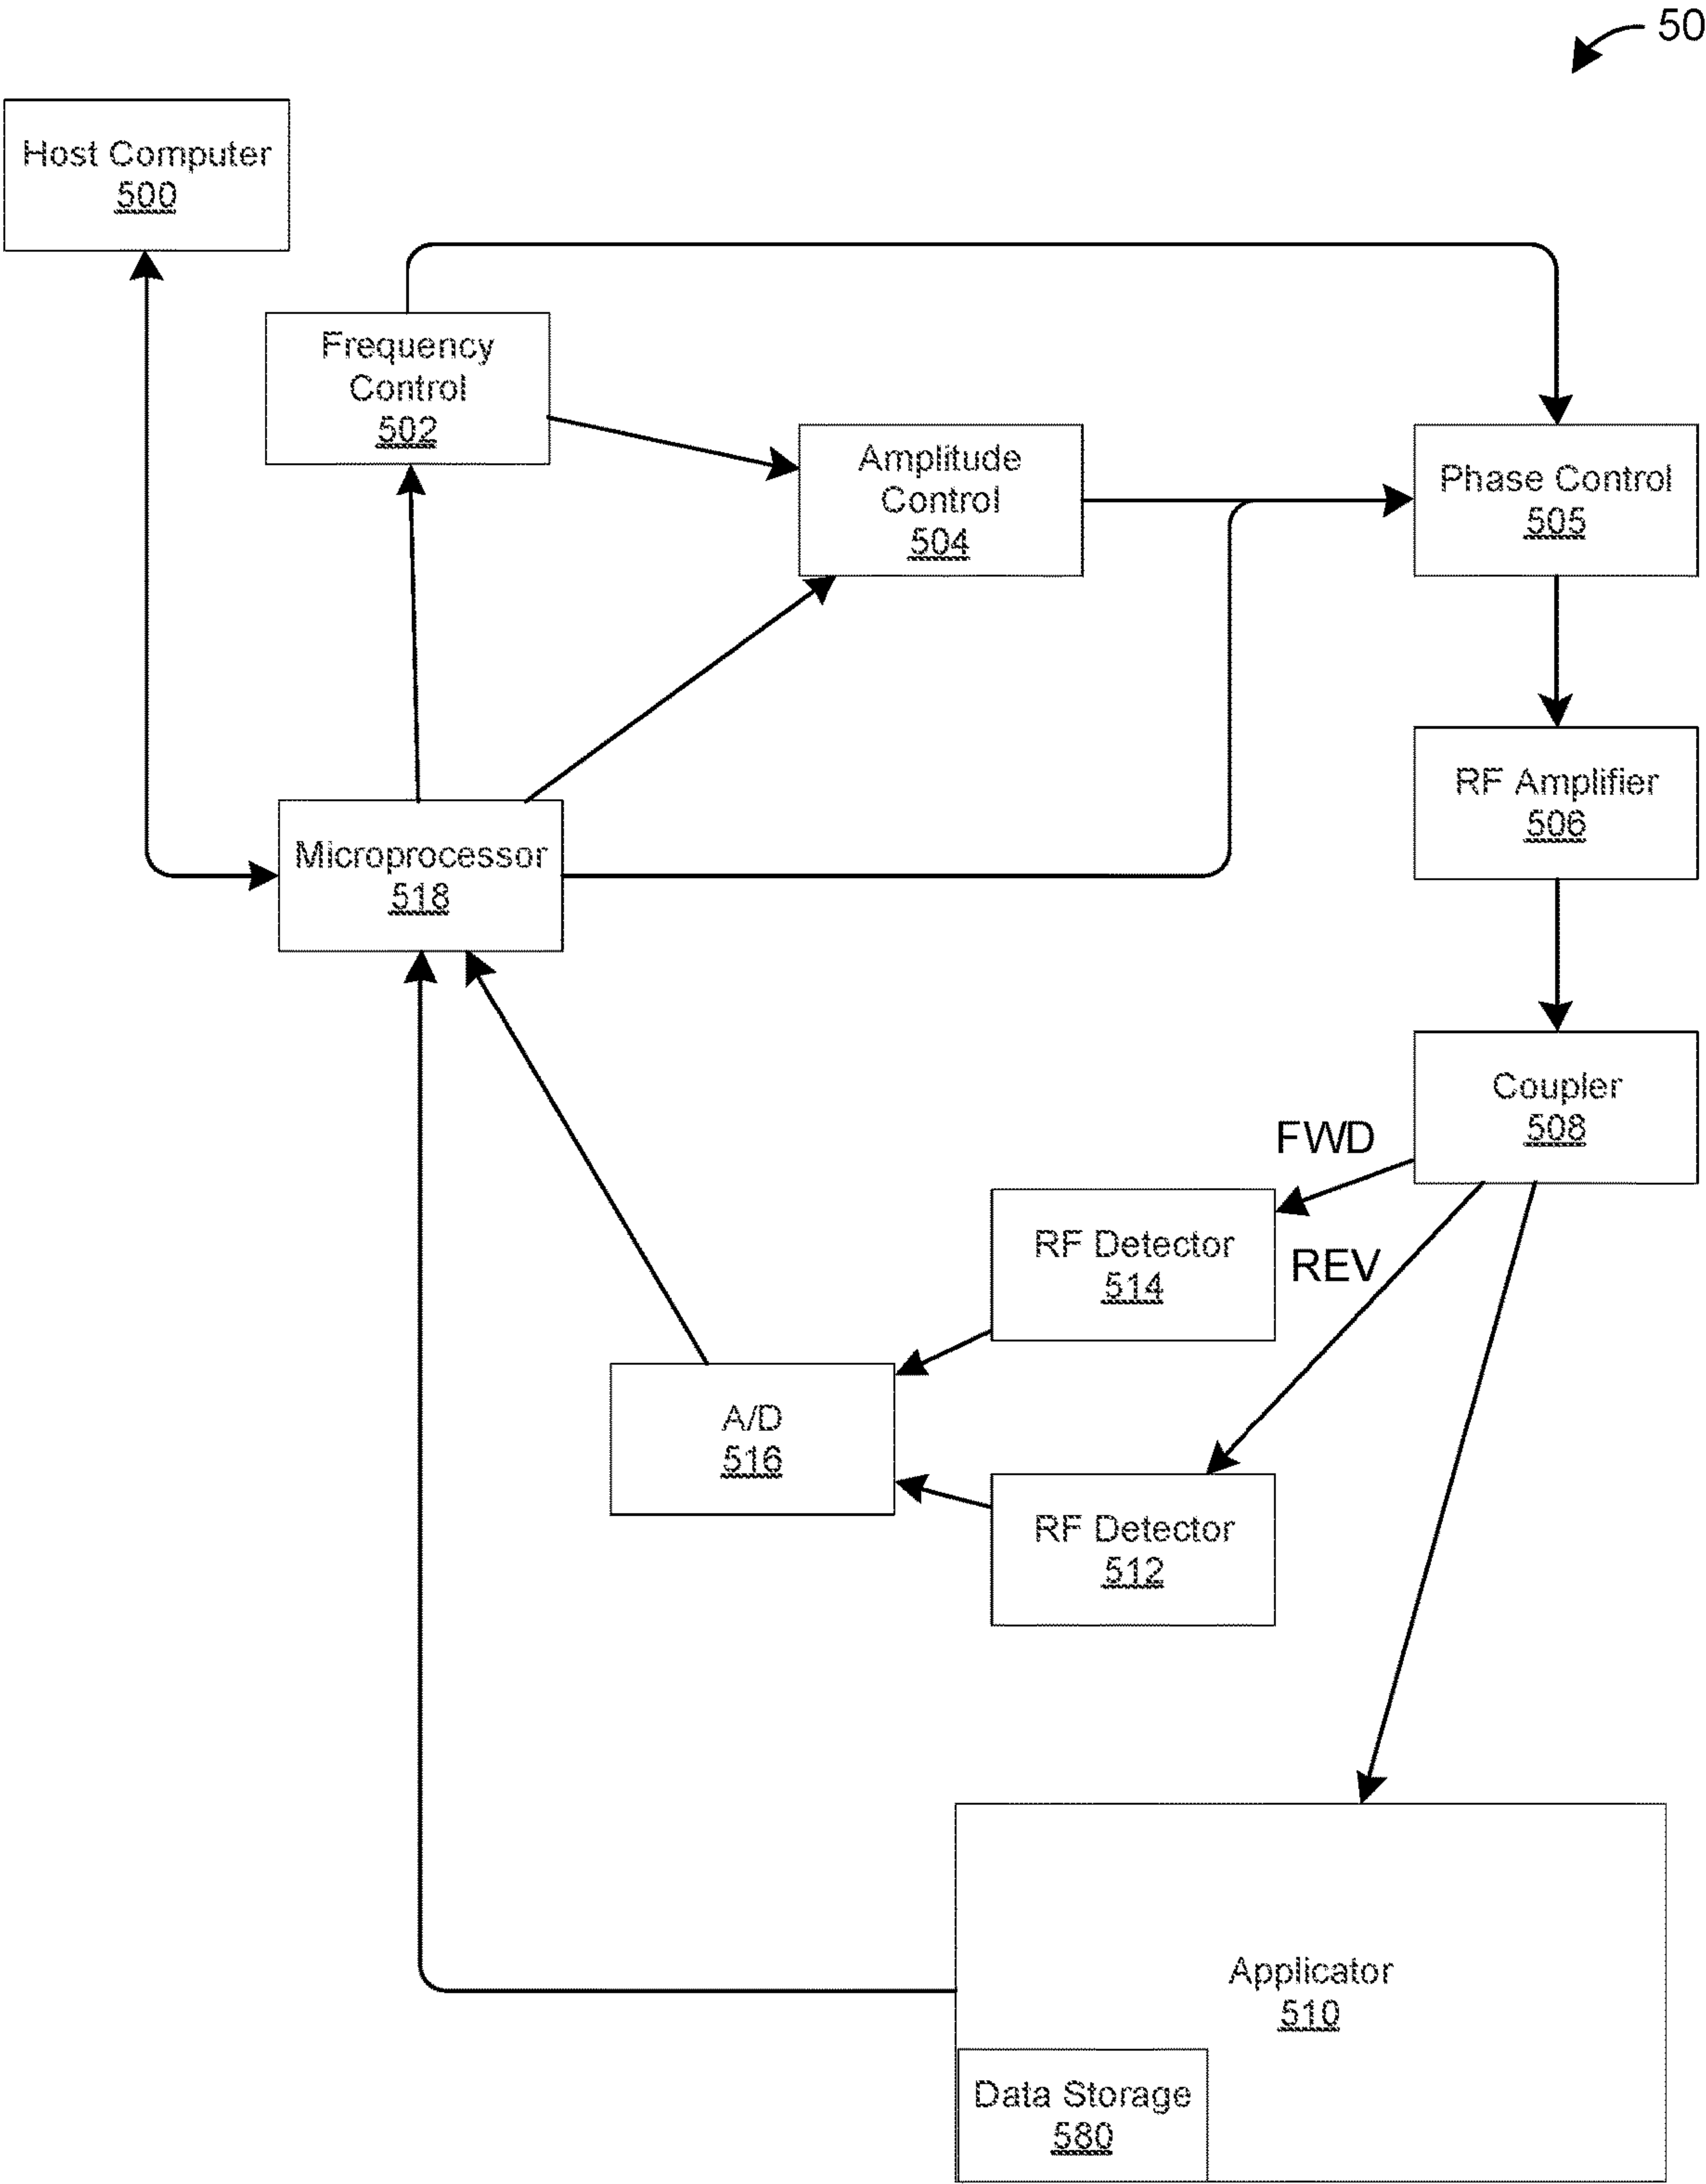 50
Host Computer
500
Frequency
Control
502
Amplitude
Control
504
Phase Control
505
RF Amplifier
506
Microprocessor
518
Coupler
508
FWD
RF Detector
514
REV
A/D
516
RF Detector
512
Applicator
510
Data Storage
580